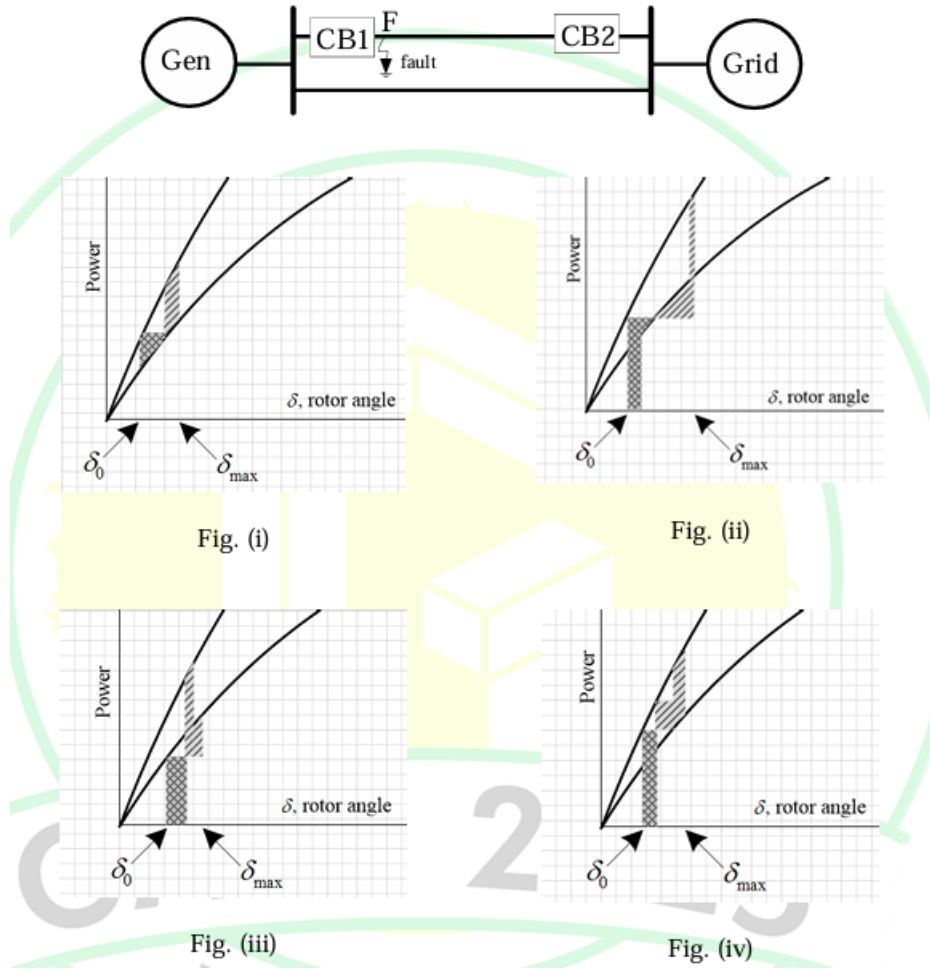 Gen
CB1
F
fault
CB2
Grid
Power
δ, rotor angle
δ0
δmax
Fig. (i)
Power
δ, rotor angle
δ0
δmax
Fig. (ii)
Power
δ, rotor angle
δ0
δmax
Fig. (iii)
Power
δ, rotor angle
δ0
δmax
Fig. (iv)